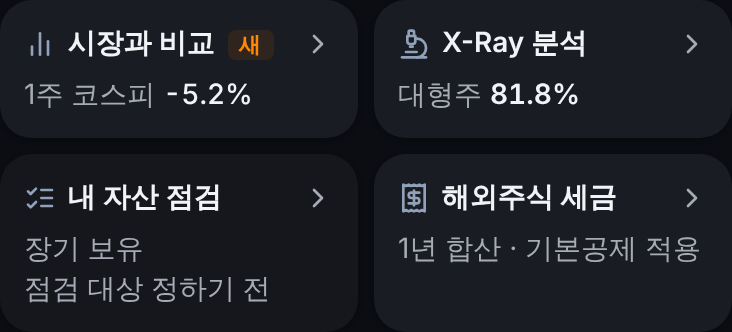 시장과 비교 새
1주 코스피 -5.2%
X-Ray 분석
대형주 81.8%
내 자산 점검
장기 보유
점검 대상 정하기 전
해외주식 세금
1년 합산 · 기본공제 적용